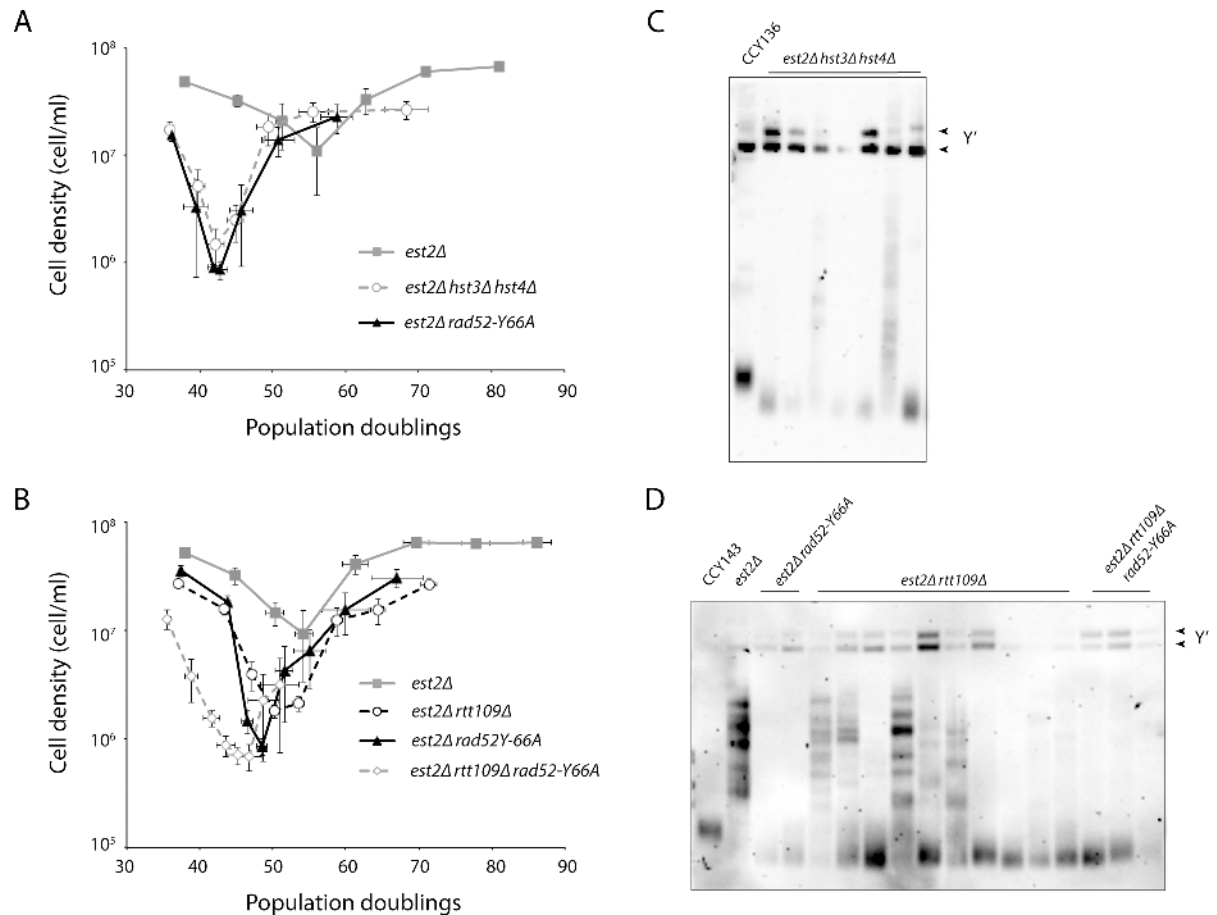 A
Cell density (cell/ml)
10⁸
10⁷
10⁶
10⁵
est2Δ
est2Δ hst3Δ hst4Δ
est2Δ rad52-Y66A
30 40 50 60 70 80 90
Population doublings
B
Cell density (cell/ml)
10⁸
10⁷
10⁶
10⁵
est2Δ
est2Δ rtt109Δ
est2Δ rad52Y-66A
est2Δ rtt109Δ rad52-Y66A
30 40 50 60 70 80 90
Population doublings
C
CCY136
est2Δ hst3Δ hst4Δ
Y'
D
CCY143
est2Δ
est2Δ rad52-Y66A
est2Δ rtt109Δ
est2Δ rtt109Δ
rad52-Y66A
Y'